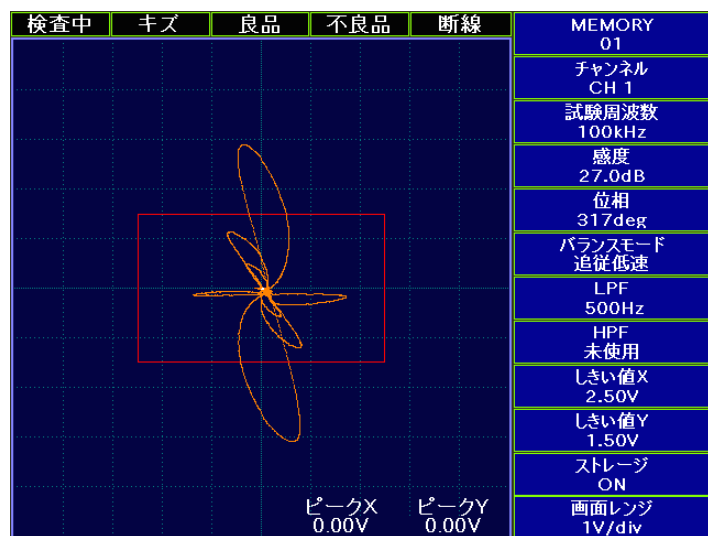 検査中 キズ 良品 不良品 断線
MEMORY
01
チャンネル
CH 1
試験周波数
100kHz
感度
27.0dB
位相
317deg
バランスモード
追従低速
LPF
500Hz
HPF
未使用
しきい値X
2.50V
しきい値Y
1.50V
ストレージ
ON
画面レンジ
1V/div
ピークX ピークY
0.00V 0.00V